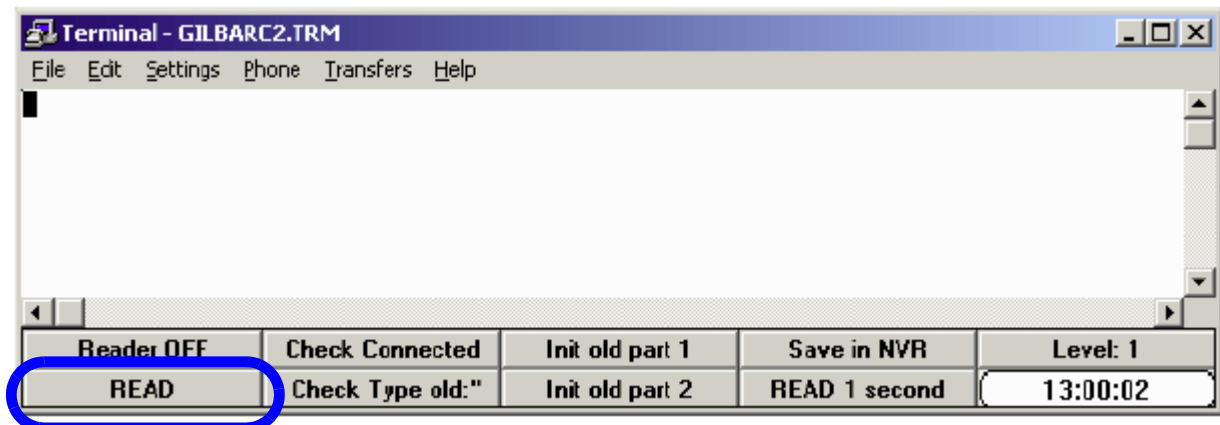 Terminal - GILBARC2.TRM
File Edit Settings Phone Transfers Help
Reader OFF Check Connected Init old part 1 Save in NVR Level: 1
READ Check Type old:" Init old part 2 READ 1 second 13:00:02